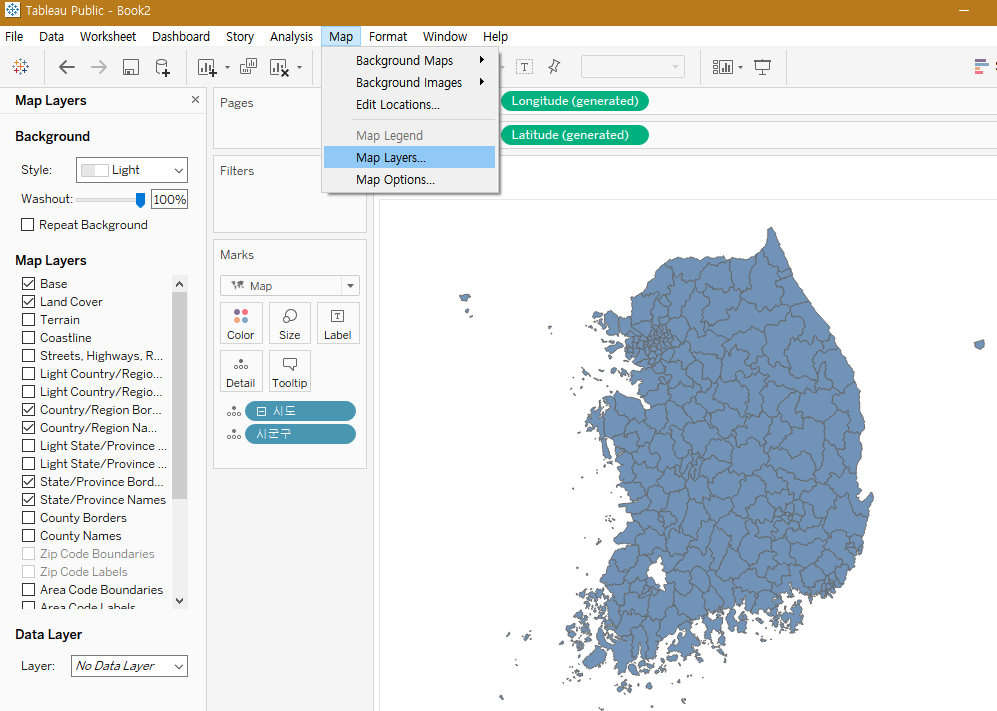 Tableau Public - Book2
File Data Worksheet Dashboard Story Analysis Map Format Window Help
Background Maps
Background Images
Edit Locations...
Map Legend
Map Layers...
Map Options...
Map Layers
Background
Style: Light
Washout: 100%
Repeat Background
Map Layers
Base
Land Cover
Terrain
Coastline
Streets, Highways, R...
Light Country/Regio...
Light Country/Regio...
Country/Region Bor...
Country/Region Na...
Light State/Province ...
Light State/Province ...
State/Province Bord...
State/Province Names
County Borders
County Names
Zip Code Boundaries
Zip Code Labels
Area Code Boundaries
Area Code Labels
Data Layer
Layer: No Data Layer
Pages
Filters
Marks
Map
Color Size Label
Detail Tooltip
시도
시군구
Longitude (generated)
Latitude (generated)